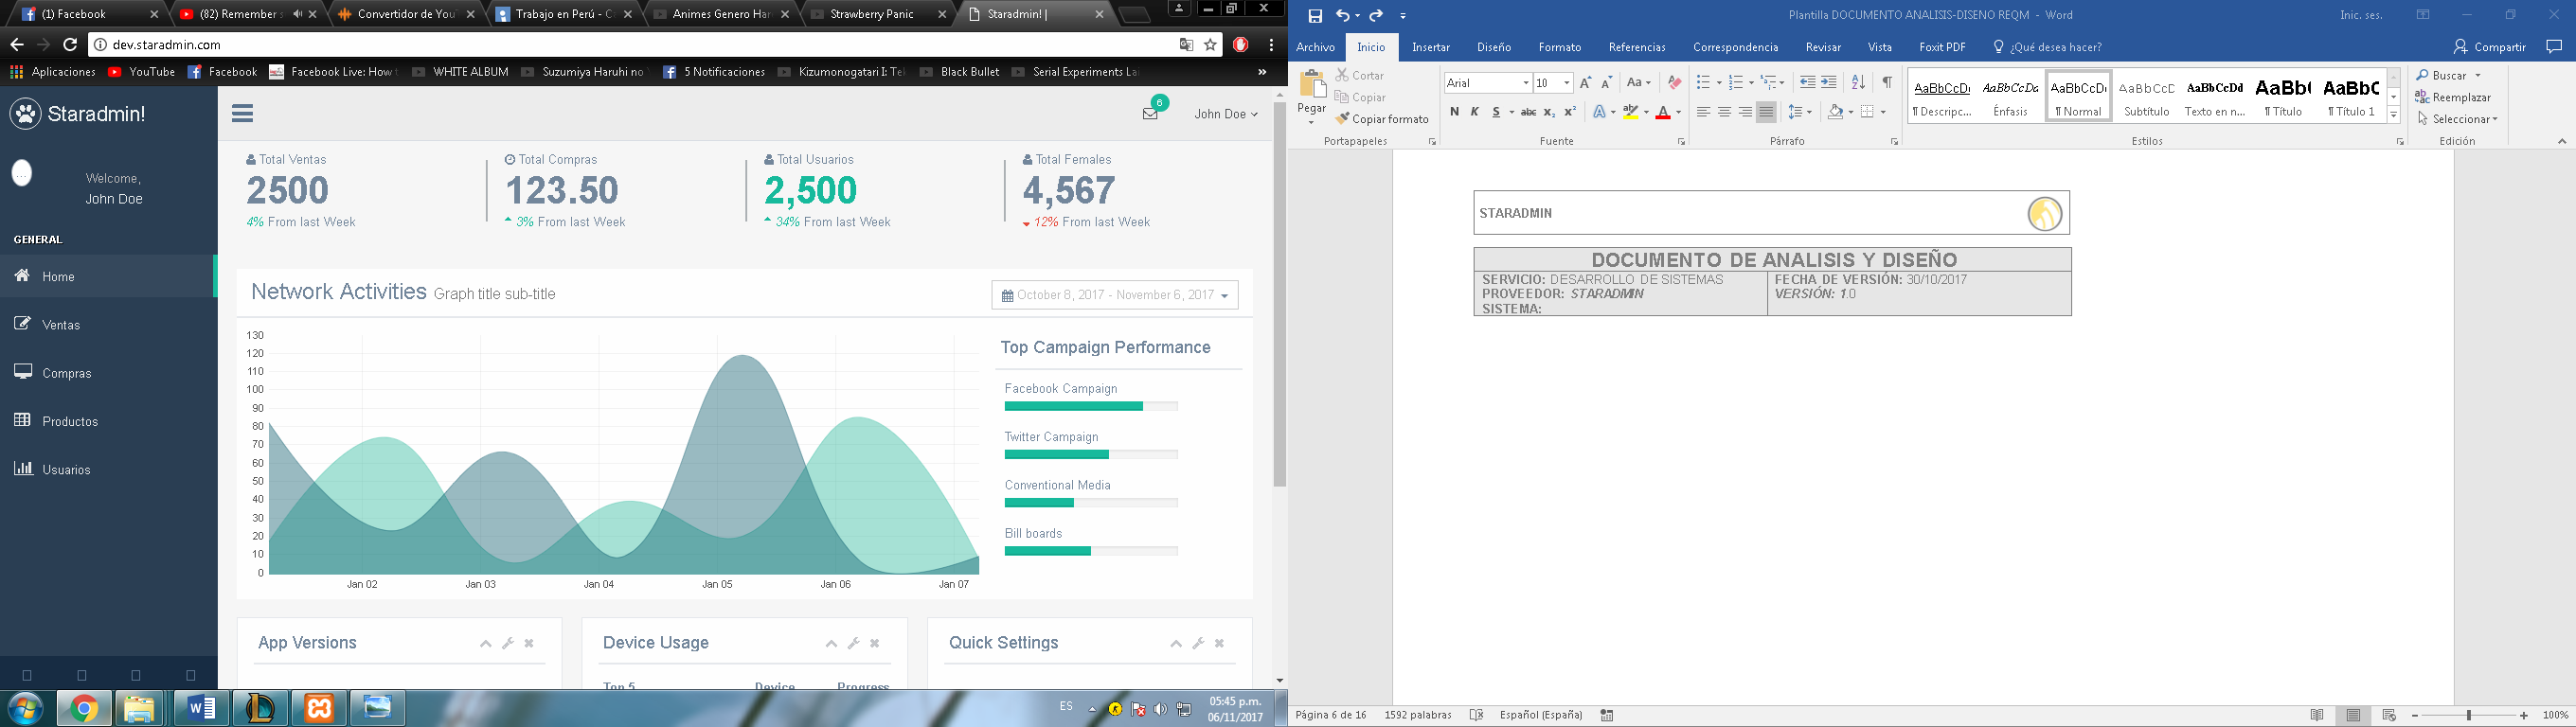 (1) Facebook
(82) Remember s
Convertidor de YouT
Trabajo en Perú - C
Animes Genero Har
Strawberry Panic
Staradmin! |
dev.staradmin.com
Aplicaciones
YouTube
Facebook
Facebook Live: How t
WHITE ALBUM
Suzumiya Haruhi no
5 Notificaciones
Kizumonogatari I: Te
Black Bullet
Serial Experiments La
»
Staradmin!
...
Welcome,
John Doe
GENERAL
Home
Ventas
Compras
Productos
Usuarios
6
John Doe
Total Ventas
2500
4% From last Week
Total Compras
123.50
3% From last Week
Total Usuarios
2,500
34% From last Week
Total Females
4,567
12% From last Week
Network Activities Graph title sub-title
October 8, 2017 - November 6, 2017
130
120
110
100
90
80
70
60
50
40
30
20
10
0
Jan 02
Jan 03
Jan 04
Jan 05
Jan 06
Jan 07
Top Campaign Performance
Facebook Campaign
Twitter Campaign
Conventional Media
Bill boards
App Versions
Device Usage
Top 5
Device
Progress
Quick Settings
ES
05:45 p.m.
06/11/2017
Plantilla DOCUMENTO ANALISIS-DISENO REQM - Word
Inic. ses.
Archivo
Inicio
Insertar
Diseño
Formato
Referencias
Correspondencia
Revisar
Vista
Foxit PDF
¿Qué desea hacer?
Compartir
Pegar
Cortar
Copiar
Copiar formato
Portapapeles
Arial
10
Aa
N K S abc x₂ x²
Fuente
Párrafo
AaBbCcDı
¶ Descripc...
AaBbCcDa
Énfasis
AaBbCcDı
¶ Normal
AaBbCcD
Subtítulo
AaBbCcDd
Texto en n...
AaBb(
¶ Título
AaBbC
¶ Título 1
Estilos
Buscar
Reemplazar
Seleccionar
Edición
STARADMIN
DOCUMENTO DE ANALISIS Y DISEÑO
SERVICIO: DESARROLLO DE SISTEMAS
PROVEEDOR: STARADMIN
SISTEMA:
FECHA DE VERSIÓN: 30/10/2017
VERSIÓN: 1.0
Página 6 de 16
1592 palabras
Español (España)
100%